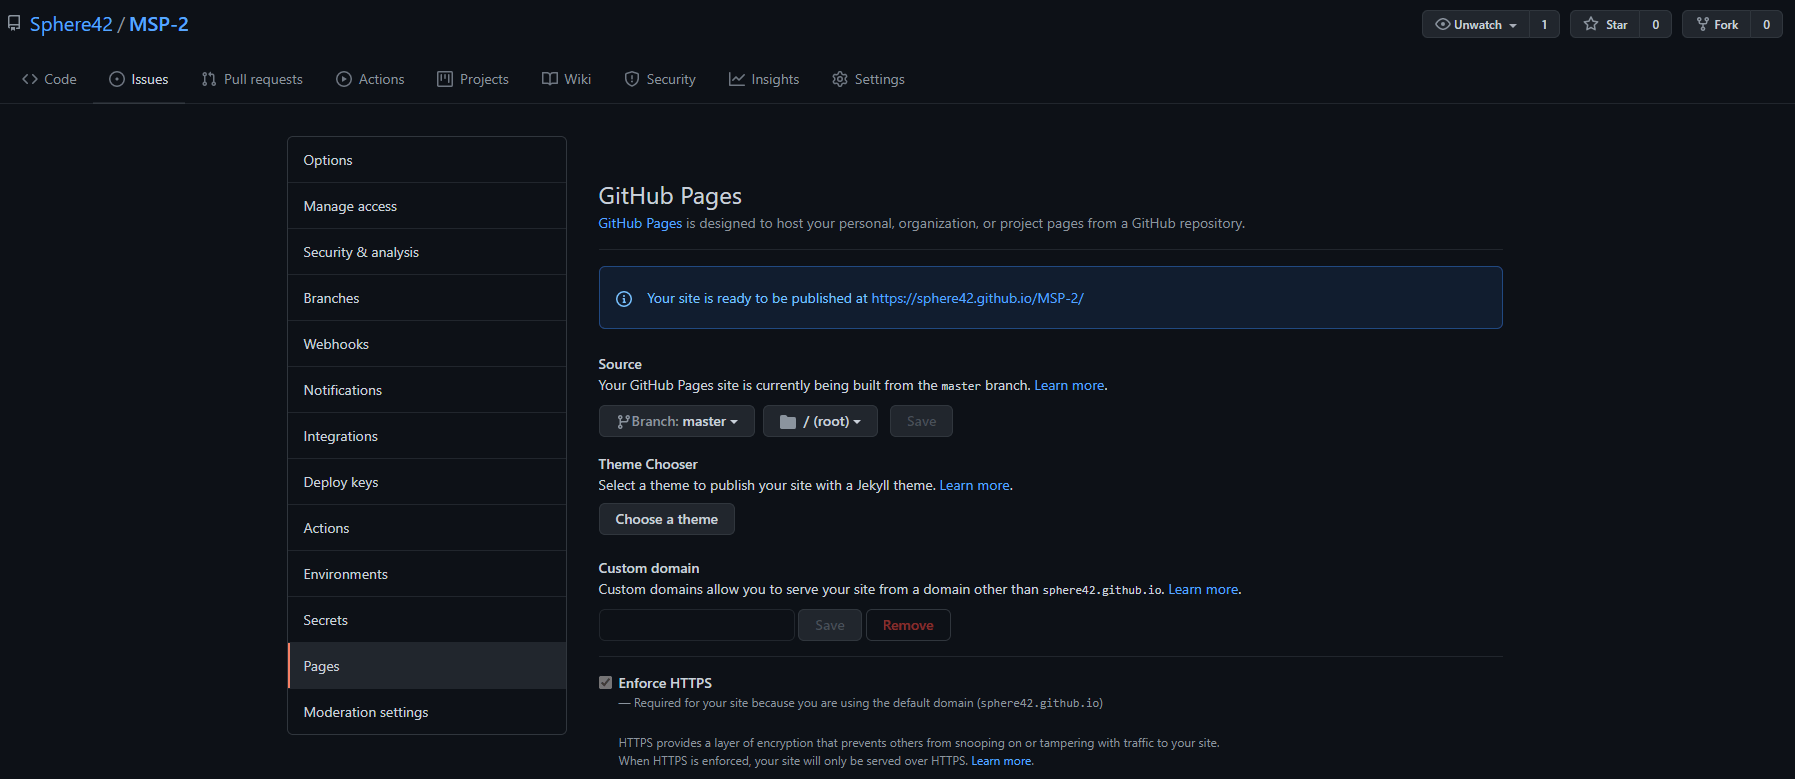 Sphere42 / MSP-2
Unwatch 1 Star 0 Fork 0
Code Issues Pull requests Actions Projects Wiki Security Insights Settings
Options
Manage access
Security & analysis
Branches
Webhooks
Notifications
Integrations
Deploy keys
Actions
Environments
Secrets
Pages
Moderation settings
GitHub Pages
GitHub Pages is designed to host your personal, organization, or project pages from a GitHub repository.
Your site is ready to be published at https://sphere42.github.io/MSP-2/
Source
Your GitHub Pages site is currently being built from the master branch. Learn more.
Branch: master / (root) Save
Theme Chooser
Select a theme to publish your site with a Jekyll theme. Learn more.
Choose a theme
Custom domain
Custom domains allow you to serve your site from a domain other than sphere42.github.io. Learn more.
Save Remove
Enforce HTTPS
— Required for your site because you are using the default domain (sphere42.github.io)
HTTPS provides a layer of encryption that prevents others from snooping on or tampering with traffic to your site.
When HTTPS is enforced, your site will only be served over HTTPS. Learn more.